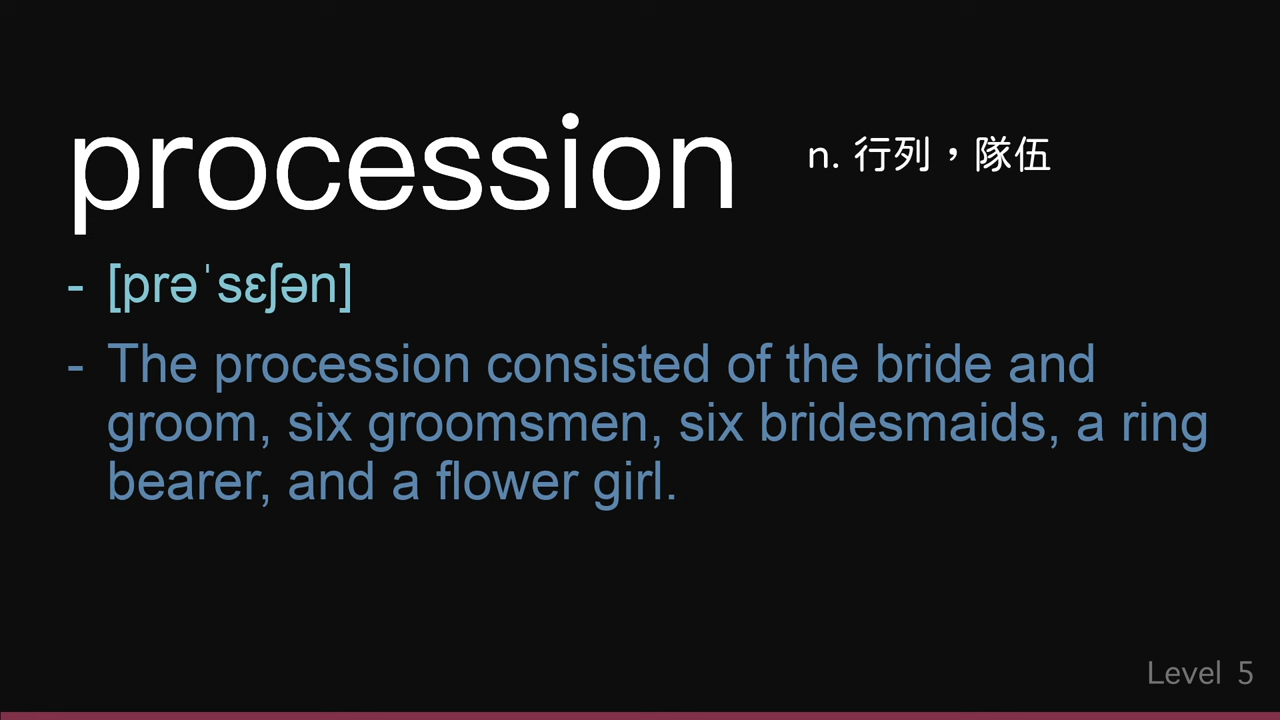 procession n. 行列，隊伍
- [prəˈsɛʃən]
- The procession consisted of the bride and
groom, six groomsmen, six bridesmaids, a ring
bearer, and a flower girl.
Level 5